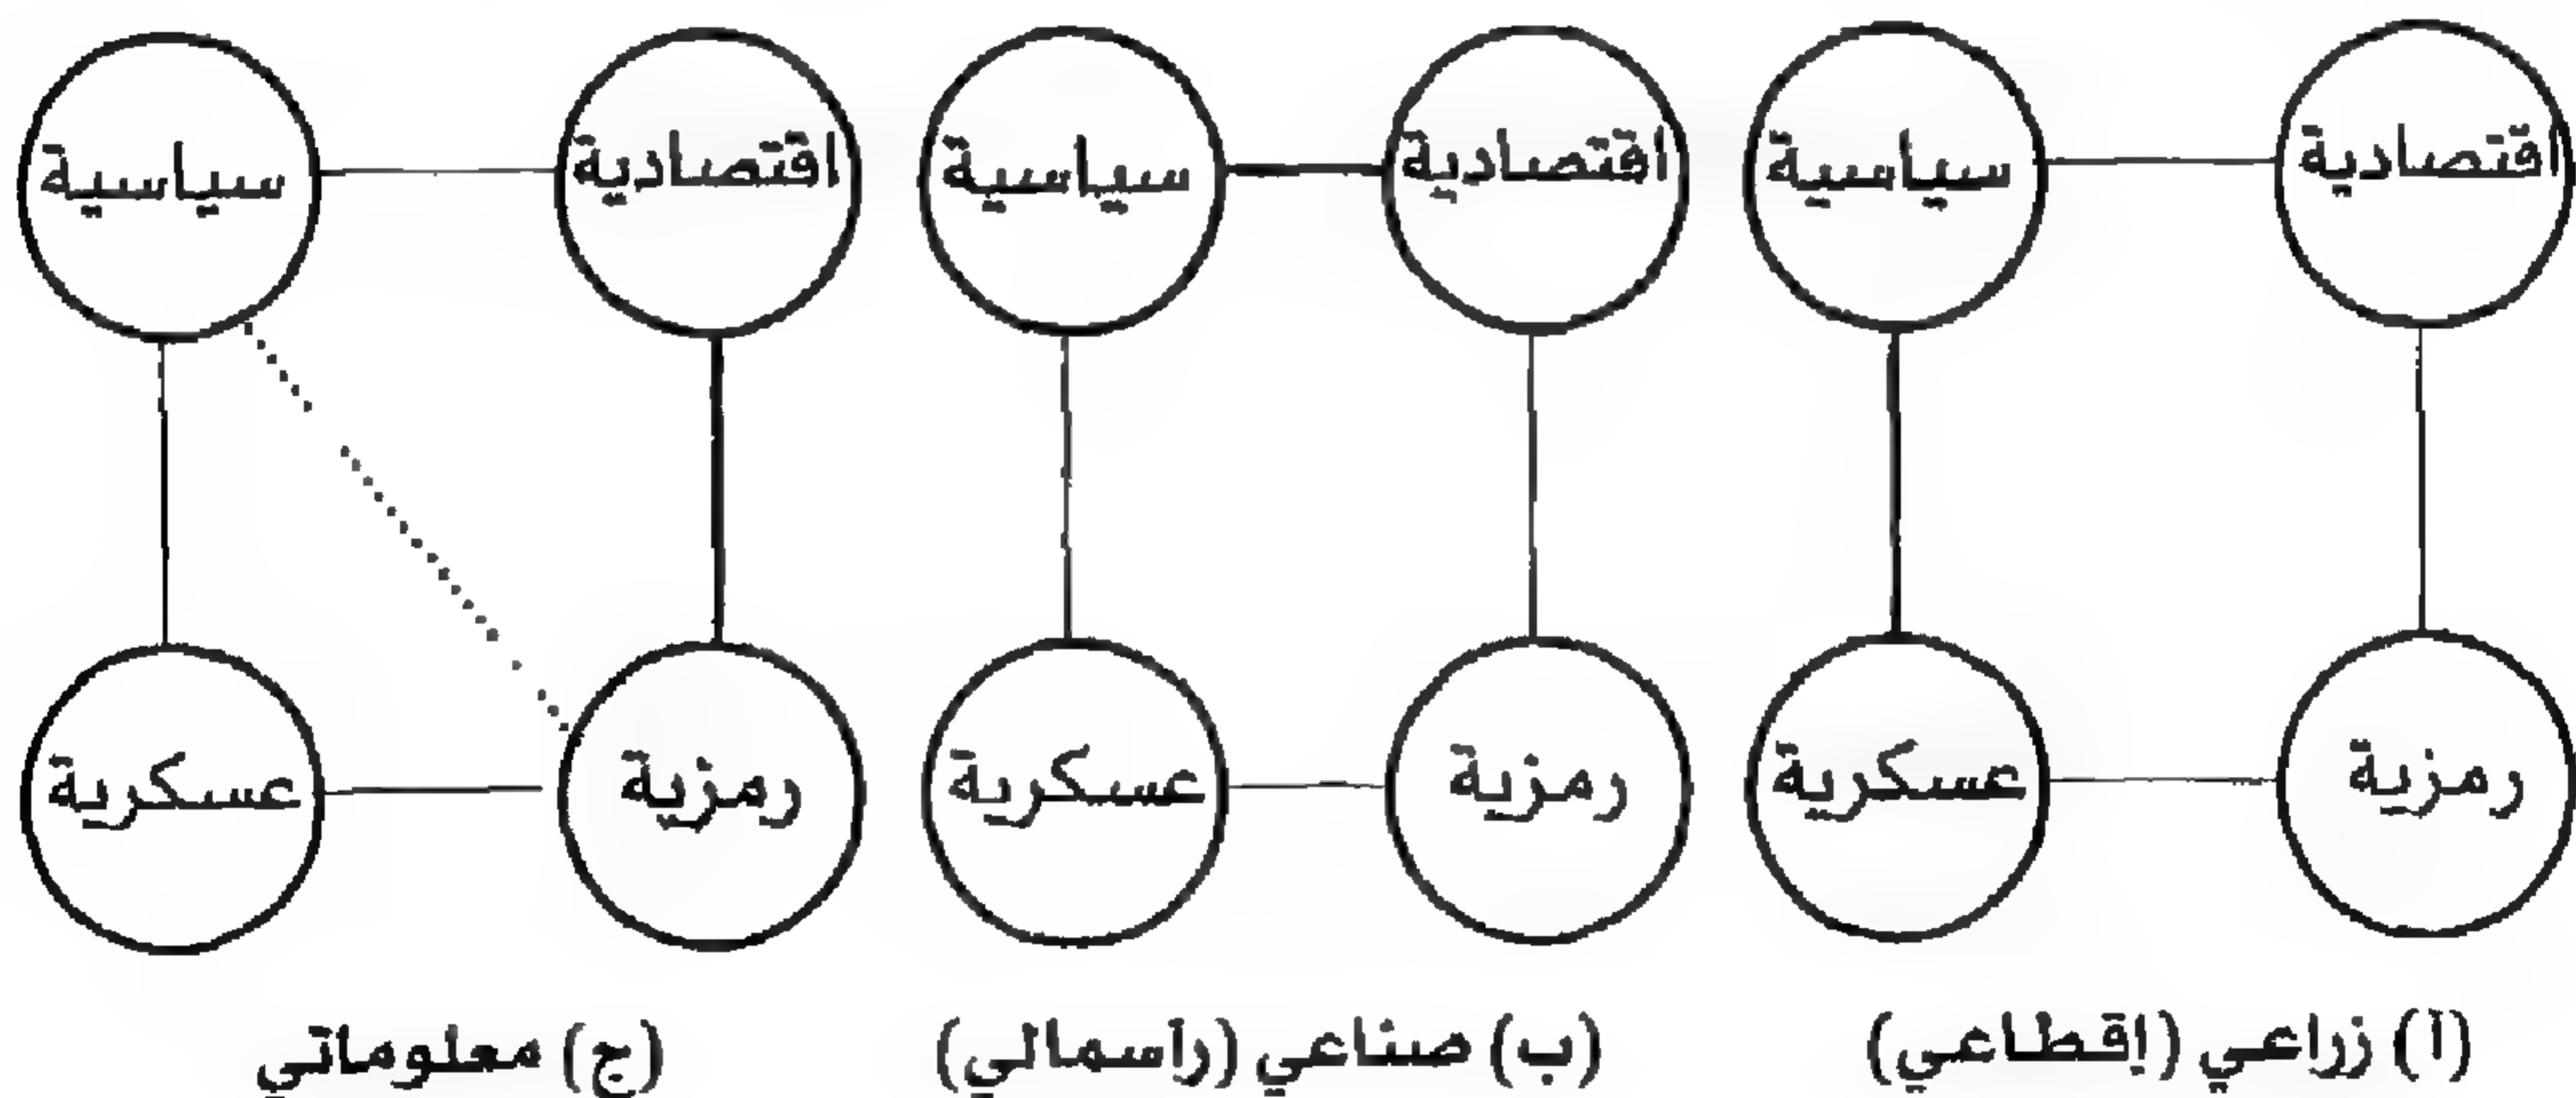 اقتصادية
سياسية
رمزية
عسكرية
(أ) زراعي (إقطاعي)
اقتصادية
سياسية
رمزية
عسكرية
(ب) صناعي (رأسمالي)
اقتصادية
سياسية
رمزية
عسكرية
(ج) معلوماتي